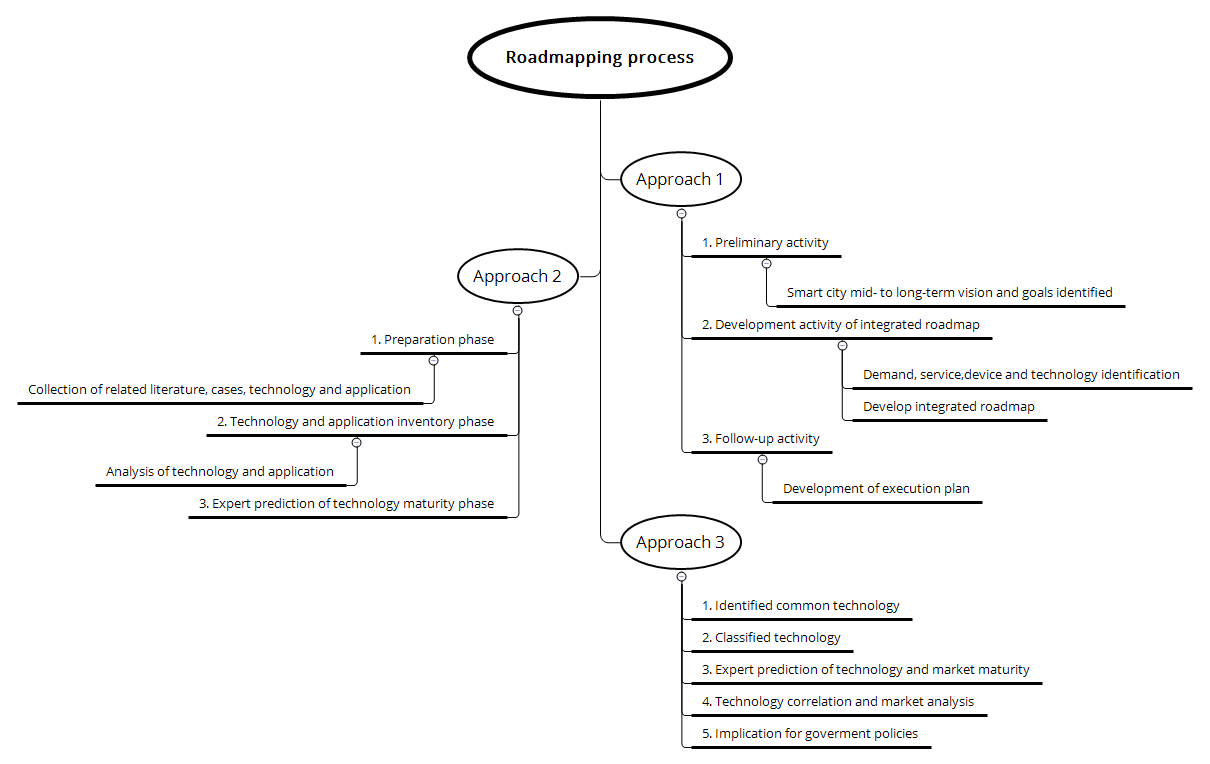 Roadmapping process
Approach 1
1. Preliminary activity
Smart city mid- to long-term vision and goals identified
2. Development activity of integrated roadmap
Demand, service,device and technology identification
Develop integrated roadmap
3. Follow-up activity
Development of execution plan
Approach 2
1. Preparation phase
Collection of related literature, cases, technology and application
2. Technology and application inventory phase
Analysis of technology and application
3. Expert prediction of technology maturity phase
Approach 3
1. Identified common technology
2. Classified technology
3. Expert prediction of technology and market maturity
4. Technology correlation and market analysis
5. Implication for goverment policies